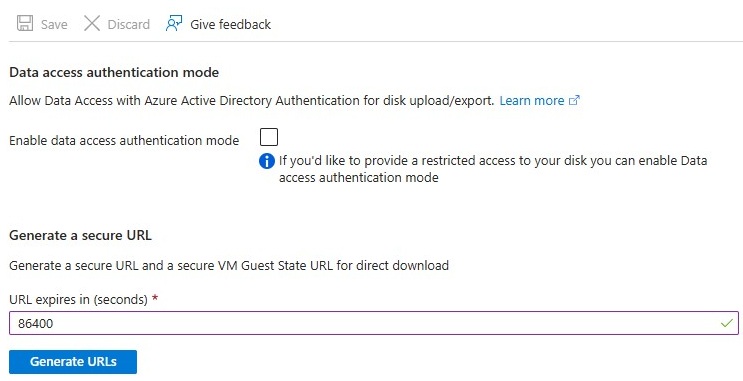 Save Discard Give feedback
Data access authentication mode
Allow Data Access with Azure Active Directory Authentication for disk upload/export. Learn more
Enable data access authentication mode
If you'd like to provide a restricted access to your disk you can enable Data
access authentication mode
Generate a secure URL
Generate a secure URL and a secure VM Guest State URL for direct download
URL expires in (seconds) *
86400
Generate URLs